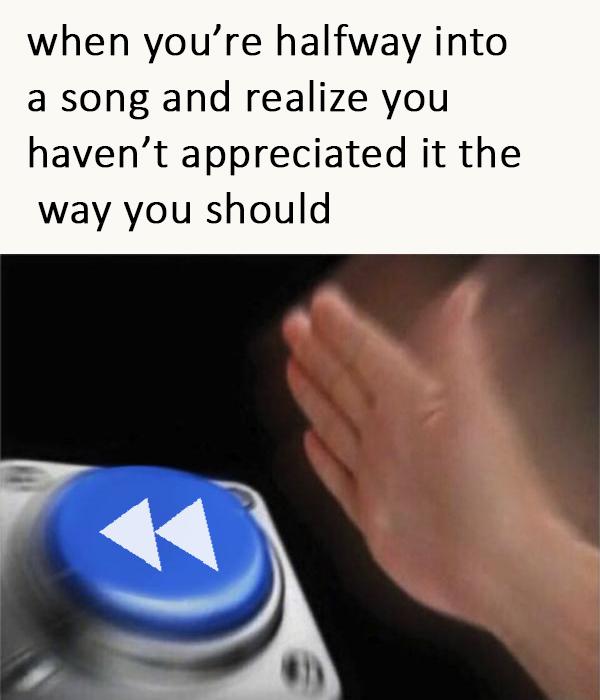 when you’re halfway into
a song and realize you
haven’t appreciated it the
way you should